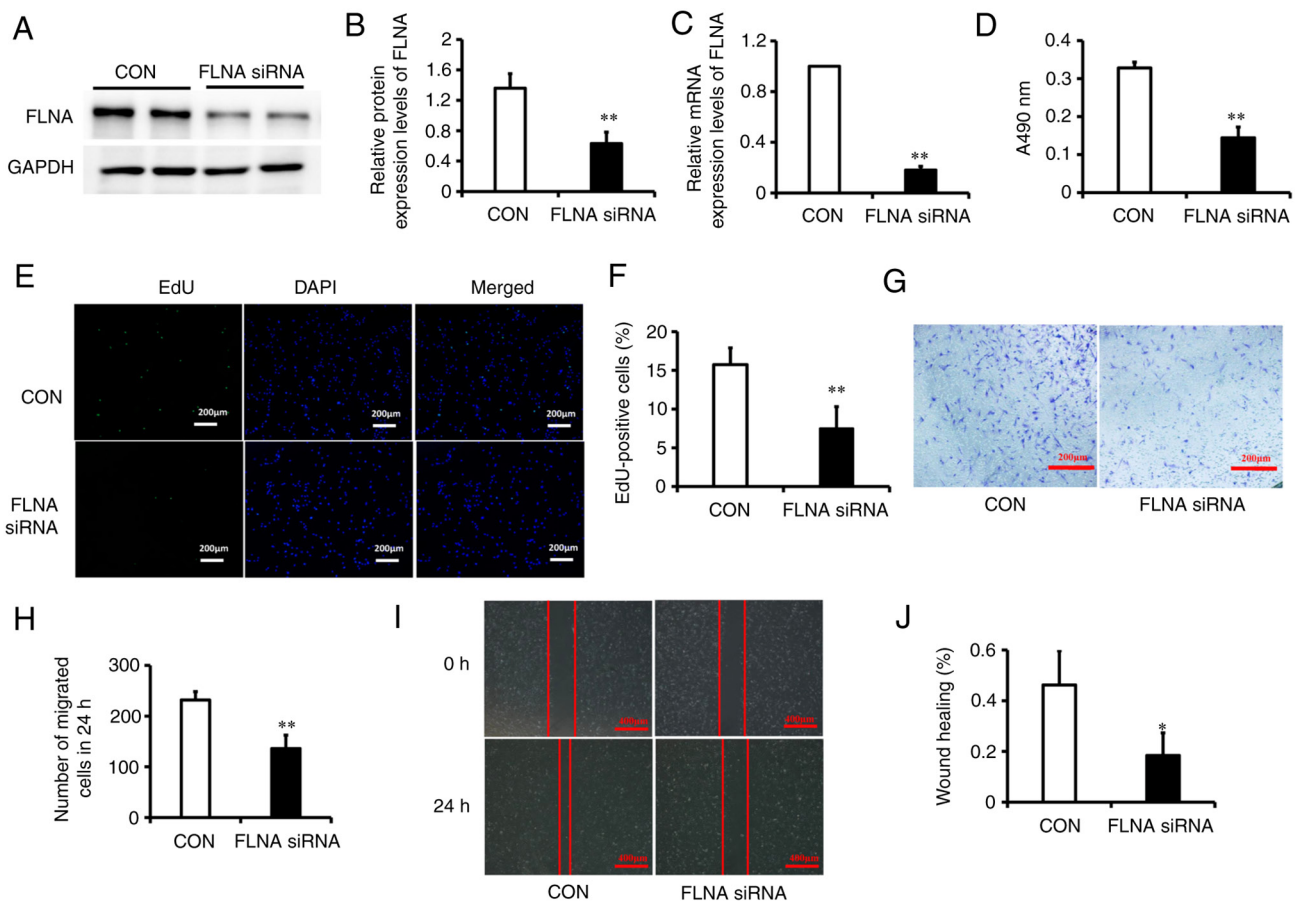 A
CON
FLNA siRNA
FLNA
GAPDH
B
Relative protein
expression levels of FLNA
2
1.6
1.2
0.8
0.4
0
**
CON
FLNA siRNA
C
Relative mRNA
expression levels of FLNA
1.2
0.8
0.4
0
**
CON
FLNA siRNA
D
A490 nm
0.4
0.3
0.2
0.1
0
**
CON
FLNA siRNA
E
EdU
DAPI
Merged
CON
200µm
200µm
200µm
FLNA
siRNA
200µm
200µm
200µm
F
EdU-positive cells (%)
20
15
10
5
0
**
CON
FLNA siRNA
G
200µm
200µm
CON
FLNA siRNA
H
Number of migrated
cells in 24 h
300
200
100
0
**
CON
FLNA siRNA
I
0 h
400µm
400µm
24 h
400µm
400µm
CON
FLNA siRNA
J
Wound healing (%)
0.6
0.4
0.2
0
*
CON
FLNA siRNA